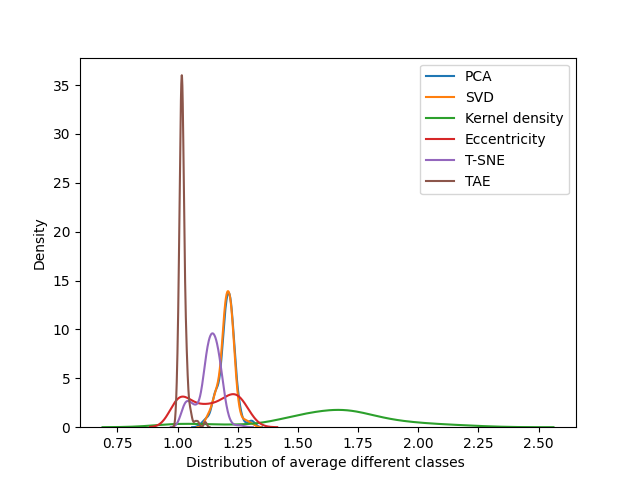 35
30
25
20
15
10
5
0
Density
PCA
SVD
Kernel density
Eccentricity
T-SNE
TAE
0.75 1.00 1.25 1.50 1.75 2.00 2.25 2.50
Distribution of average different classes